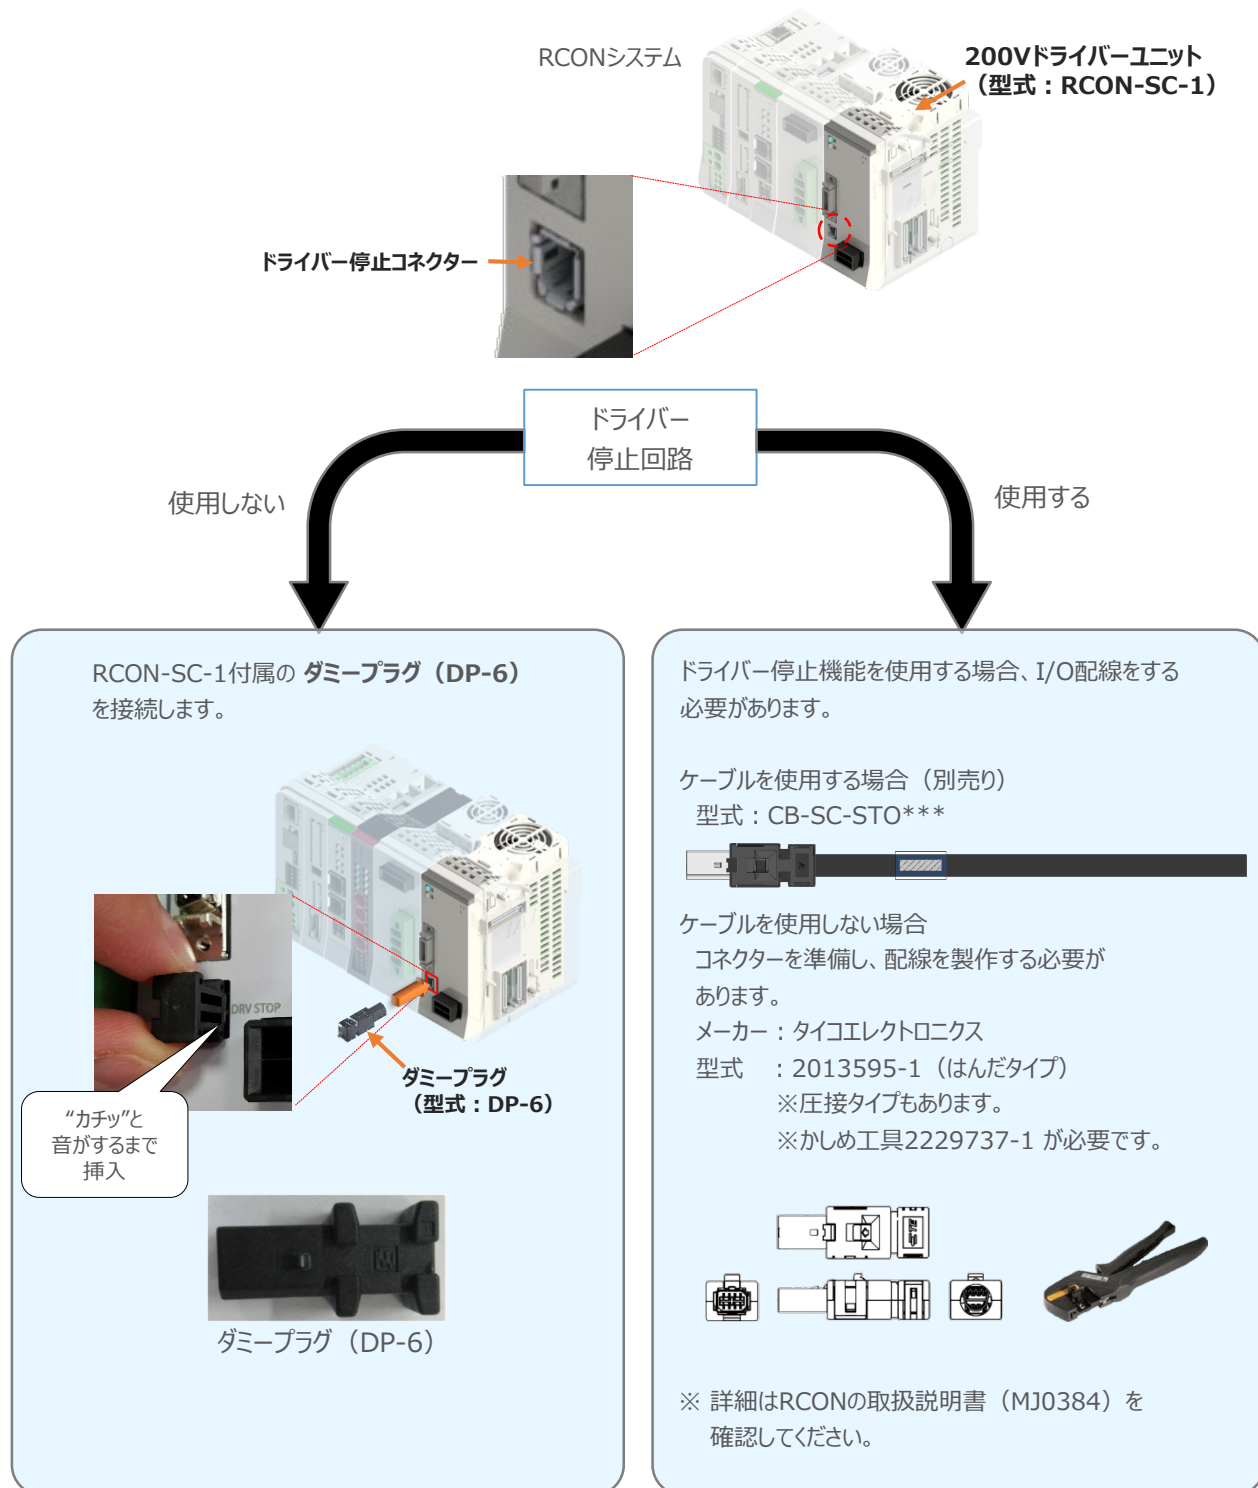 RCONシステム
200Vドライバーユニット
（型式：RCON-SC-1）
ドライバー停止コネクター
ドライバー
停止回路
使用しない
使用する
RCON-SC-1付属の ダミープラグ（DP-6）
を接続します。
DRV STOP
ダミープラグ
（型式：DP-6）
“カチッ”と
音がするまで
挿入
ダミープラグ（DP-6）
ドライバー停止機能を使用する場合、I/O配線をする
必要があります。
ケーブルを使用する場合（別売り）
型式：CB-SC-STO***
ケーブルを使用しない場合
コネクターを準備し、配線を製作する必要が
あります。
メーカー：タイコエレクトロニクス
型式　：2013595-1（はんだタイプ）
※圧接タイプもあります。
※かしめ工具2229737-1 が必要です。
※ 詳細はRCONの取扱説明書（MJ0384）を
確認してください。